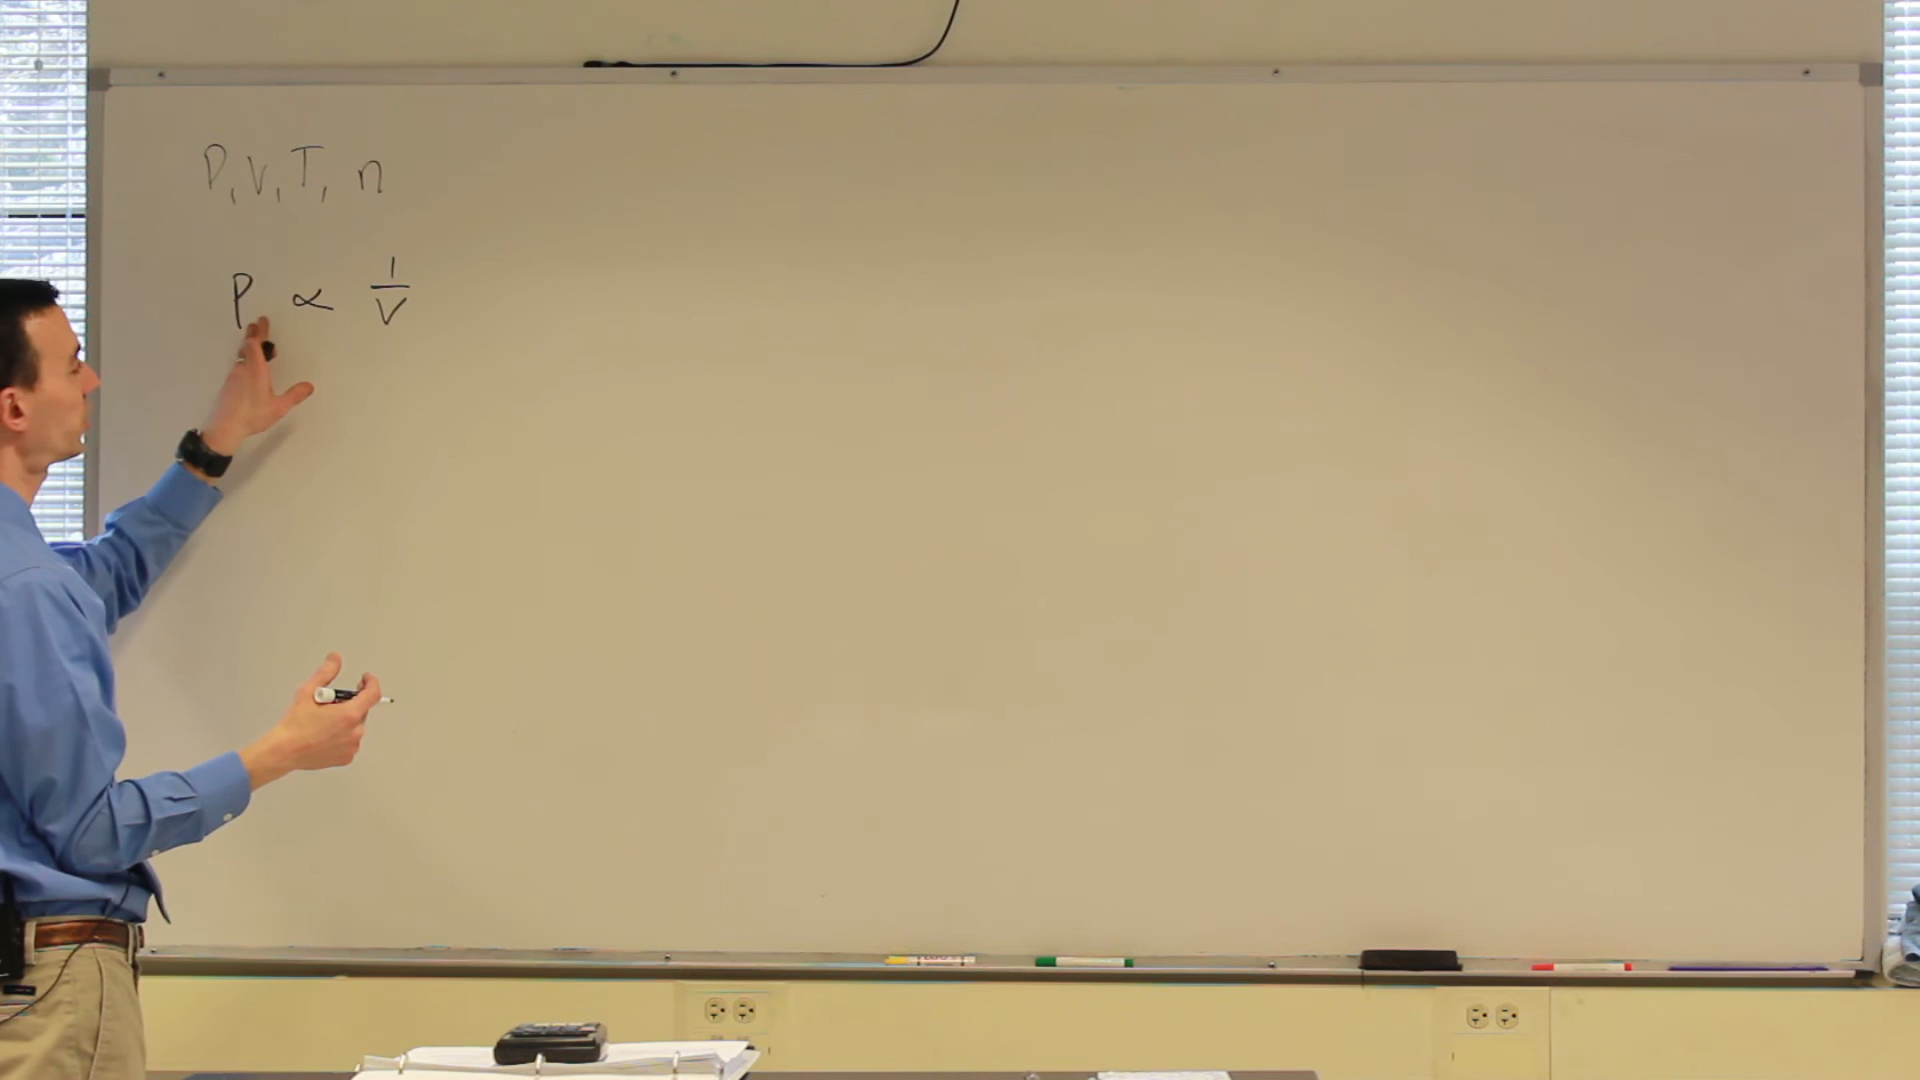 P, V, T, n
P ∝ 1/V